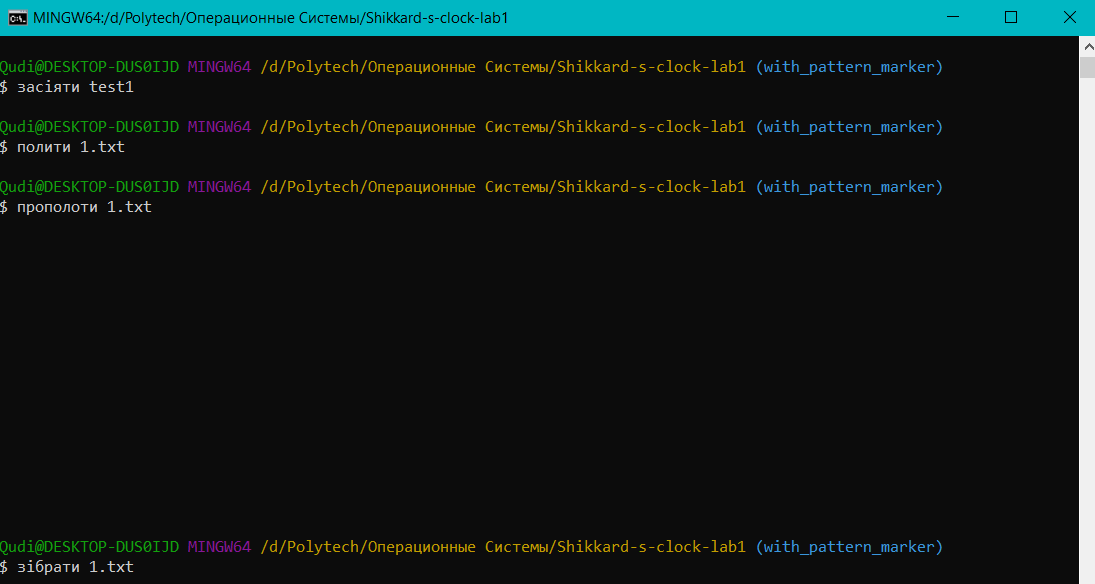 MINGW64:/d/Polytech/Операционные Системы/Shikkard-s-clock-lab1
Qudi@DESKTOP-DUS0IJD MINGW64 /d/Polytech/Операционные Системы/Shikkard-s-clock-lab1 (with_pattern_marker)
$ засіяти test1
Qudi@DESKTOP-DUS0IJD MINGW64 /d/Polytech/Операционные Системы/Shikkard-s-clock-lab1 (with_pattern_marker)
$ полити 1.txt
Qudi@DESKTOP-DUS0IJD MINGW64 /d/Polytech/Операционные Системы/Shikkard-s-clock-lab1 (with_pattern_marker)
$ прополоти 1.txt
Qudi@DESKTOP-DUS0IJD MINGW64 /d/Polytech/Операционные Системы/Shikkard-s-clock-lab1 (with_pattern_marker)
$ зібрати 1.txt